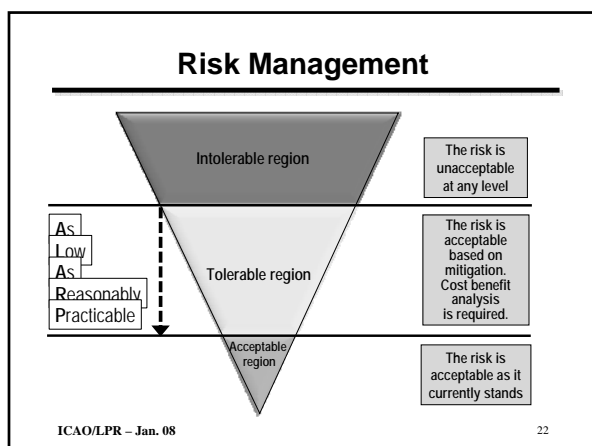 Risk Management
Intolerable region
The risk is
unacceptable
at any level
As
Low
As
Reasonably
Practicable
Tolerable region
The risk is
acceptable
based on
mitigation.
Cost benefit
analysis
is required.
Acceptable
region
The risk is
acceptable as it
currently stands
ICAO/LPR – Jan. 08
22